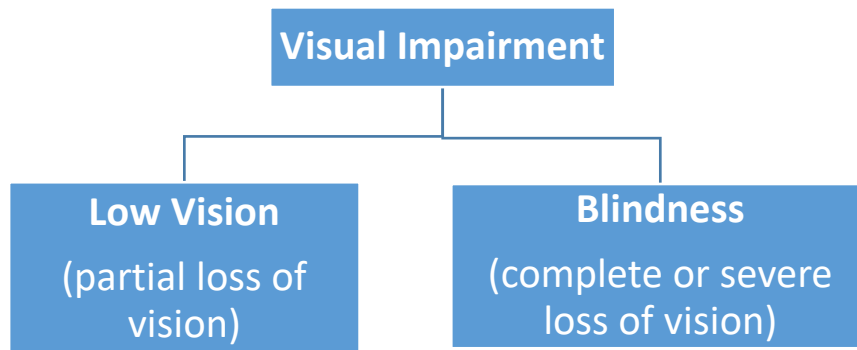 Visual Impairment
Low Vision
(partial loss of
vision)
Blindness
(complete or severe
loss of vision)